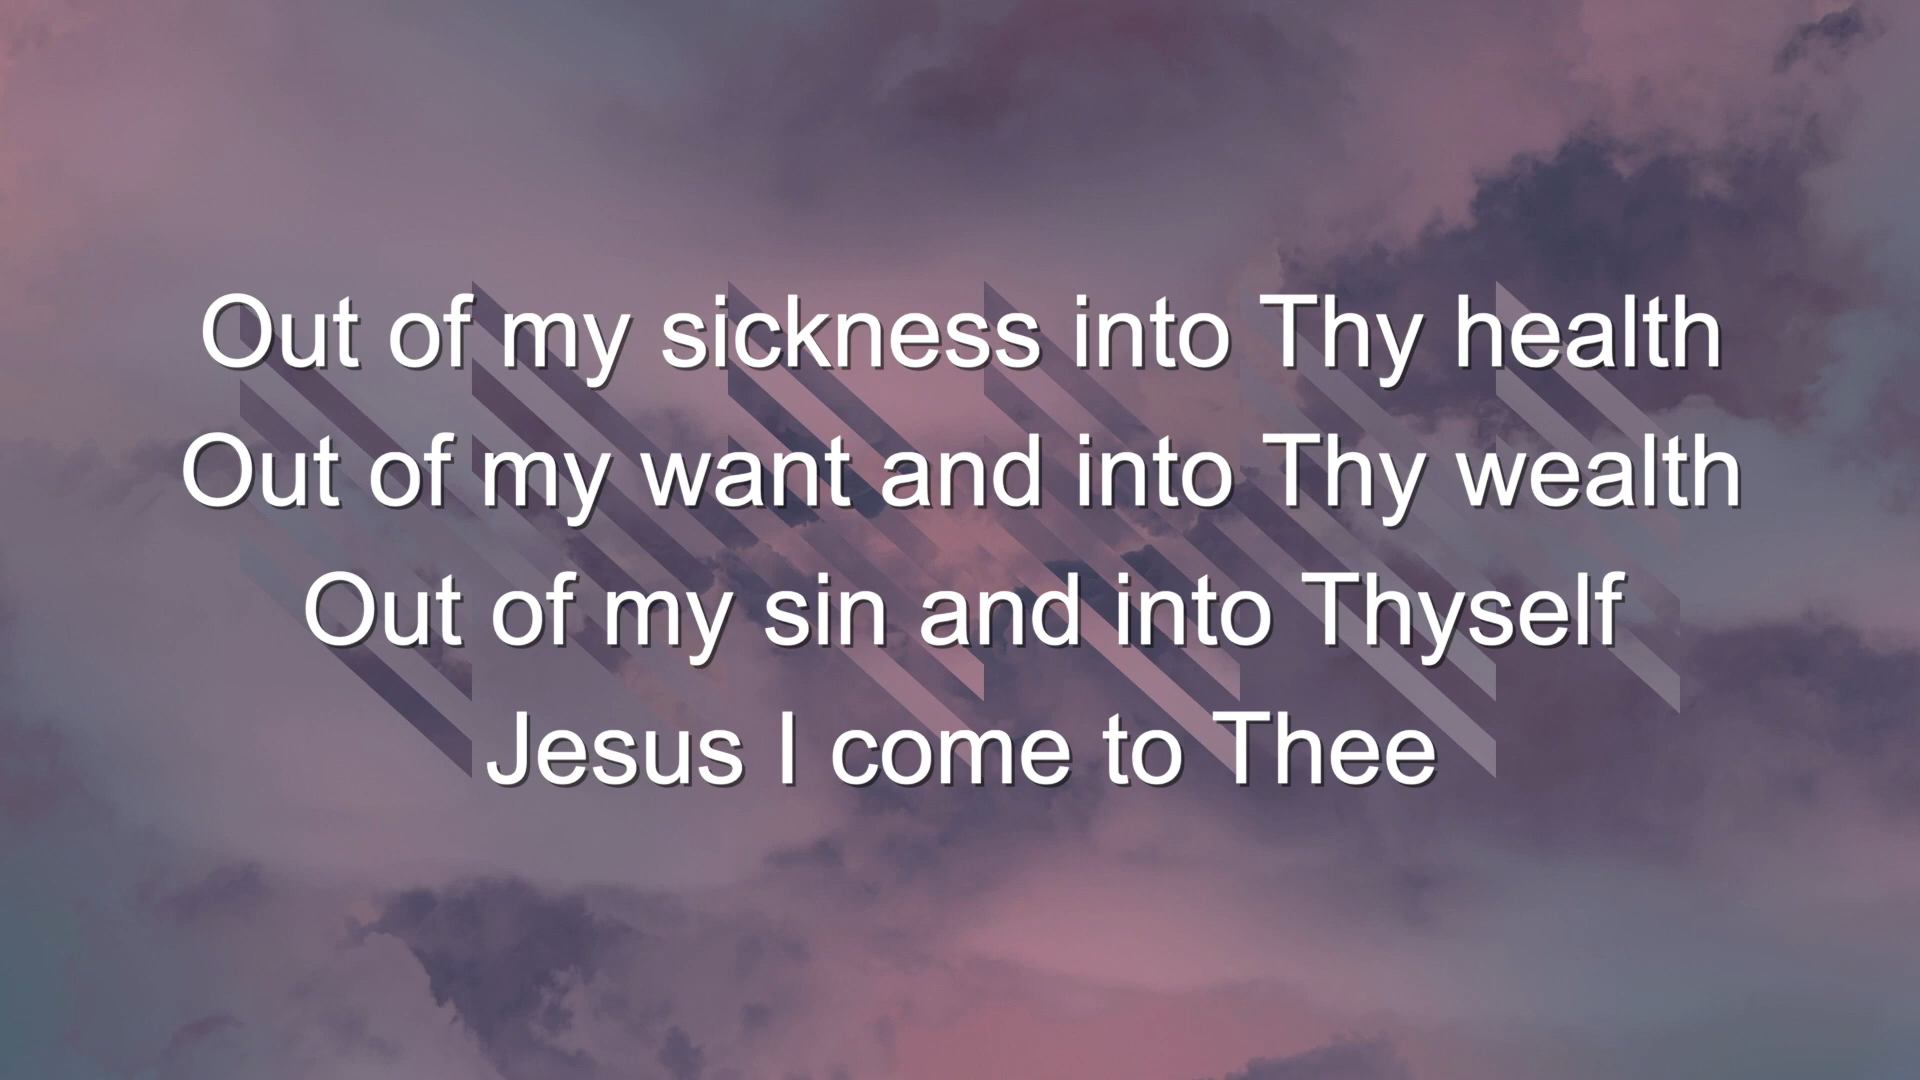 Out of my sickness into Thy health
Out of my want and into Thy wealth
Out of my sin and into Thyself
Jesus I come to Thee